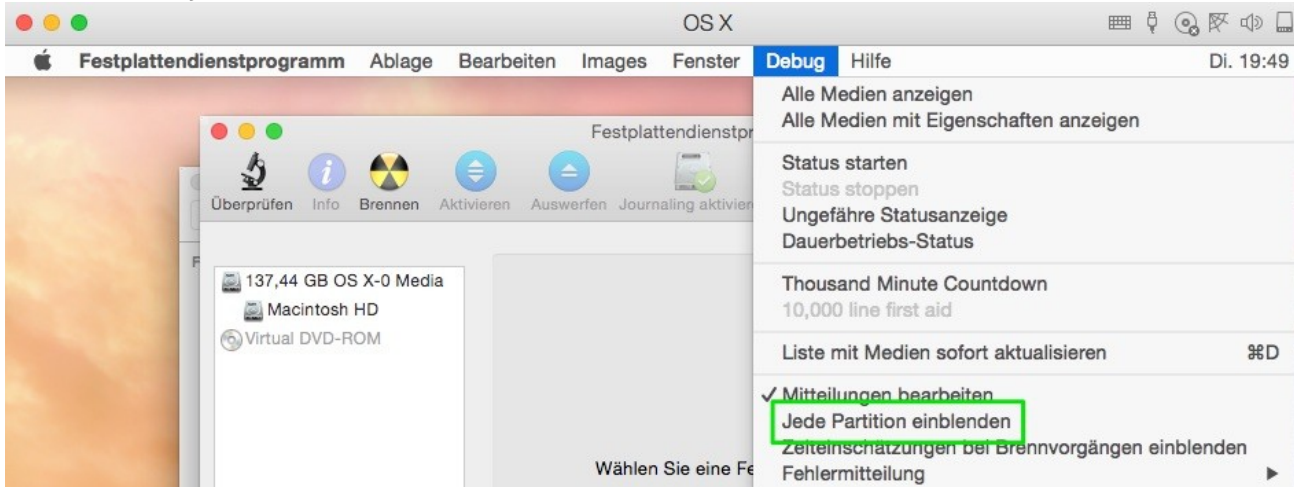 OS X
Festplattendienstprogramm Ablage Bearbeiten Images Fenster Debug Hilfe Di. 19:49
Festplattendienstpr
Überprüfen Info Brennen Aktivieren Auswerfen Journaling aktivier
137,44 GB OS X-0 Media
Macintosh HD
Virtual DVD-ROM
Wählen Sie eine Fe
Alle Medien anzeigen
Alle Medien mit Eigenschaften anzeigen
Status starten
Status stoppen
Ungefähre Statusanzeige
Dauerbetriebs-Status
Thousand Minute Countdown
10,000 line first aid
Liste mit Medien sofort aktualisieren ⌘D
✓ Mitteilungen bearbeiten
Jede Partition einblenden
Zeiteinschätzungen bei Brennvorgängen einblenden
Fehlermitteilung ▶